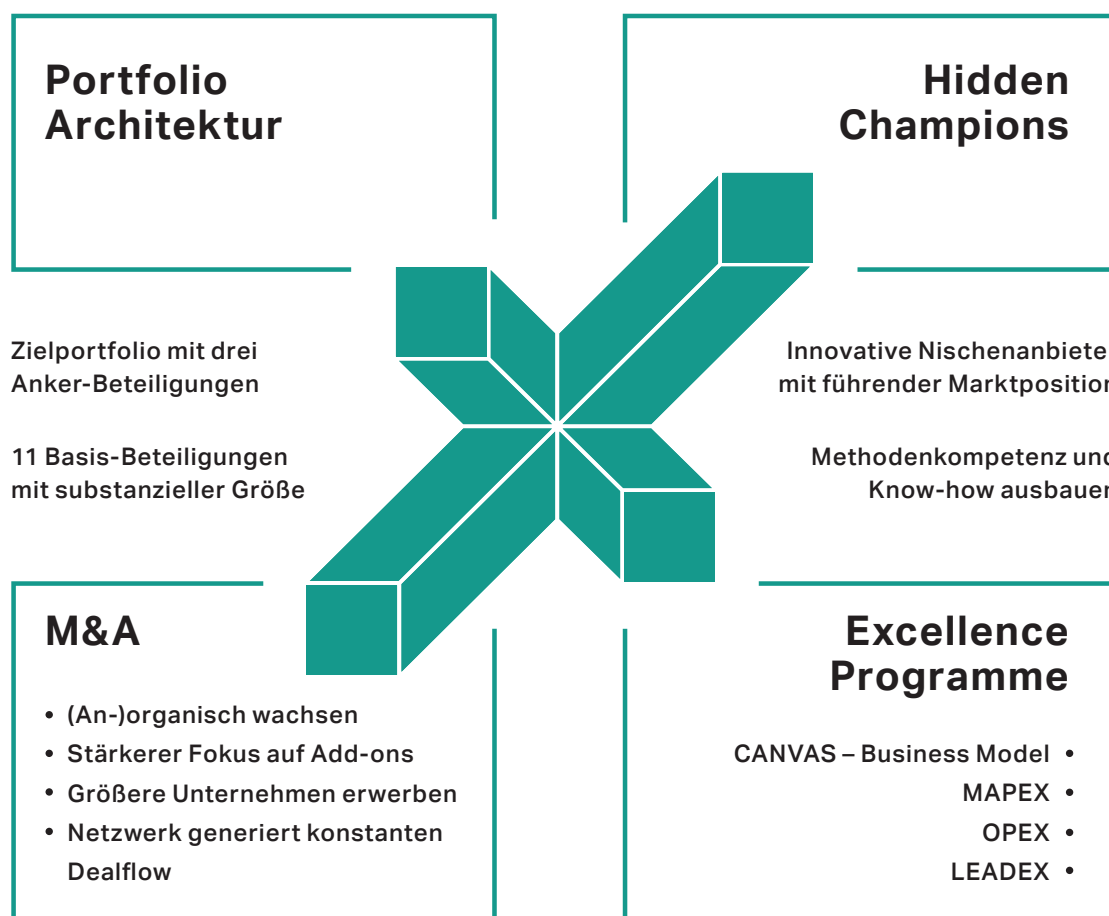 Portfolio
Architektur
Zielportfolio mit drei
Anker-Beteiligungen
11 Basis-Beteiligungen
mit substanzieller Größe
Hidden
Champions
Innovative Nischenanbiete
mit führender Marktposition
Methodenkompetenz und
Know-how ausbauen
M&A
• (An-)organisch wachsen
• Stärkerer Fokus auf Add-ons
• Größere Unternehmen erwerben
• Netzwerk generiert konstanten
Dealflow
Excellence
Programme
CANVAS – Business Model •
MAPEX •
OPEX •
LEADEX •